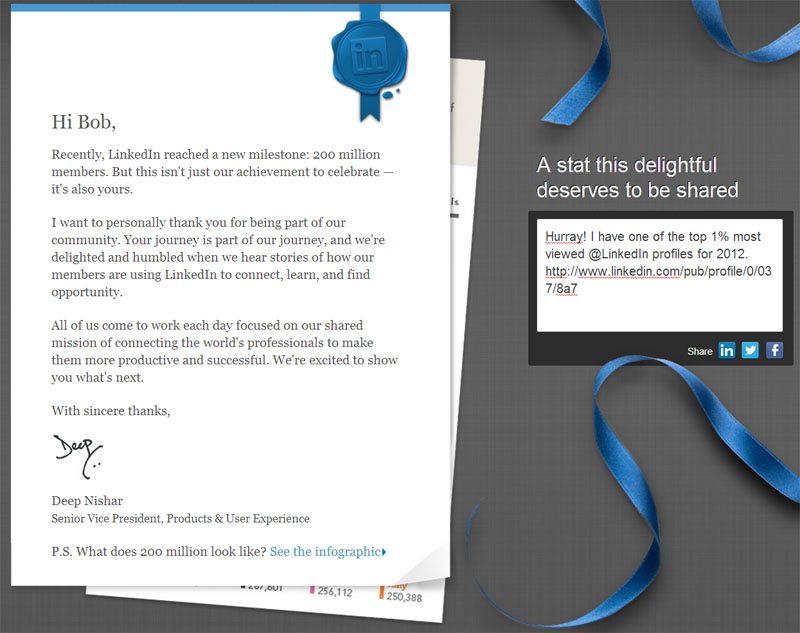 in
Hi Bob,
Recently, LinkedIn reached a new milestone: 200 million
members. But this isn't just our achievement to celebrate —
it's also yours.
I want to personally thank you for being part of our
community. Your journey is part of our journey, and we're
delighted and humbled when we hear stories of how our
members are using LinkedIn to connect, learn, and find
opportunity.
All of us come to work each day focused on our shared
mission of connecting the world's professionals to make
them more productive and successful. We're excited to show
you what's next.
With sincere thanks,
Deep
Deep Nishar
Senior Vice President, Products & User Experience
P.S. What does 200 million look like? See the infographic
256,112
250,388
A stat this delightful
deserves to be shared
Hurray! I have one of the top 1% most
viewed @LinkedIn profiles for 2012.
http://www.linkedin.com/pub/profile/0/03
7/8a7
Share in f